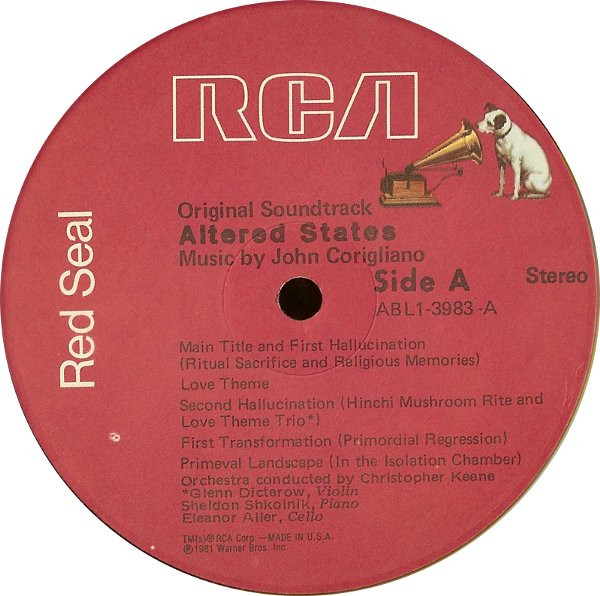 RCA
Red Seal
Original Soundtrack
Altered States
Music by John Corigliano
Side A
Stereo
ABL1-3983-A
Main Title and First Hallucination
(Ritual Sacrifice and Religious Memories)
Love Theme
Second Hallucination (Hinchi Mushroom Rite and
Love Theme Trio*)
First Transformation (Primordial Regression)
Primeval Landscape (In the Isolation Chamber)
Orchestra conducted by Christopher Keene
*Glenn Dicterow, Violin
Sheldon Shkolnik, Piano
Eleanor Aller, Cello
TM(s)®RCA Corp.—MADE IN U.S.A.
℗1981 Warner Bros. Inc.